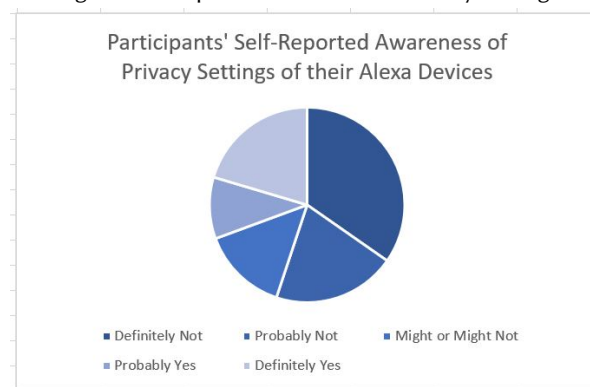 Participants' Self-Reported Awareness of
Privacy Settings of their Alexa Devices
Definitely Not Probably Not Might or Might Not
Probably Yes Definitely Yes